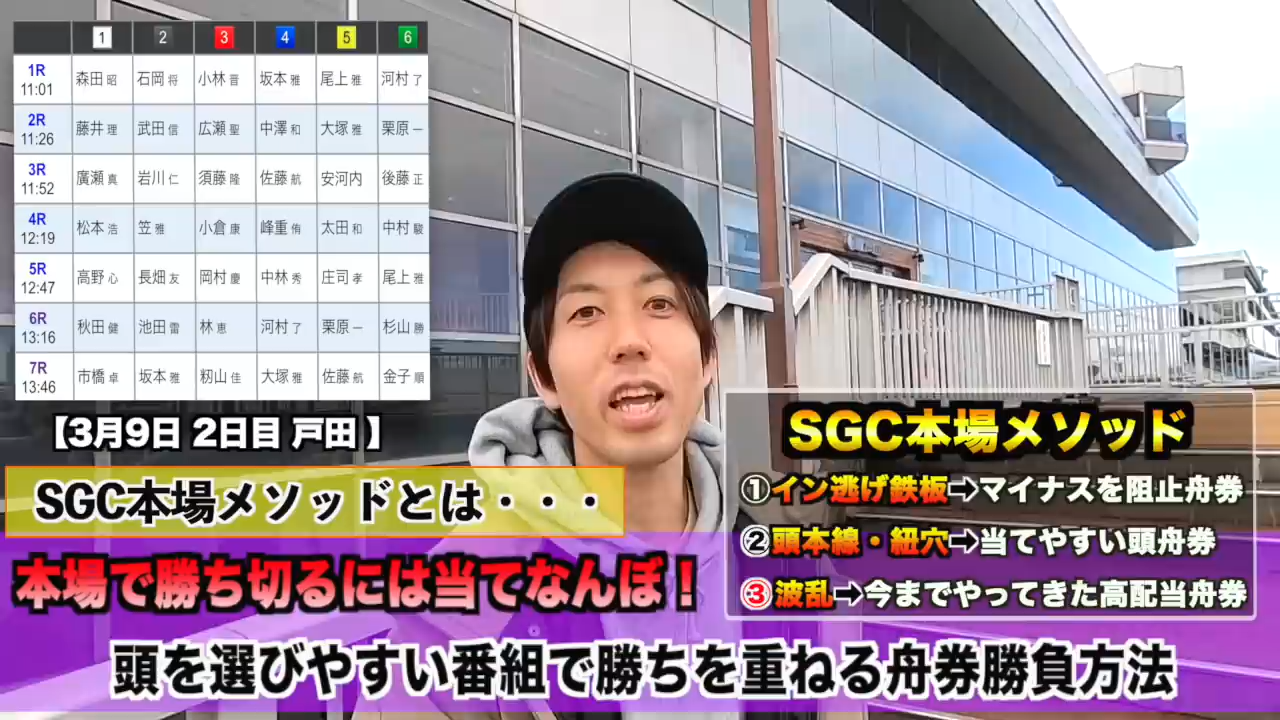 1 2 3 4 5 6
1R 11:01 森田 昭 石岡 将 小林 晋 坂本 雅 尾上 雅 河村 了
2R 11:26 藤井 理 武田 信 広瀬 聖 中澤 和 大塚 雅 栗原 一
3R 11:52 廣瀬 真 岩川 仁 須藤 隆 佐藤 航 安河内 後藤 正
4R 12:19 松本 浩 笠 雅 小倉 康 峰重 侑 太田 和 中村 駿
5R 12:47 高野 心 長畑 友 岡村 慶 中林 秀 庄司 孝 尾上 雅
6R 13:16 秋田 健 池田 雷 林 恵 河村 了 栗原 一 杉山 勝
7R 13:46 市橋 卓 坂本 雅 籾山 佳 大塚 雅 佐藤 航 金子 順
【3月9日 2日目 戸田 】
SGC本場メソッドとは・・・
SGC本場メソッド
①イン逃げ鉄板⇨マイナスを阻止舟券
②頭本線・紐穴⇨当てやすい頭舟券
③波乱⇨今までやってきた高配当舟券
本場で勝ち切るには当てなんぼ！
頭を選びやすい番組で勝ちを重ねる舟券勝負方法